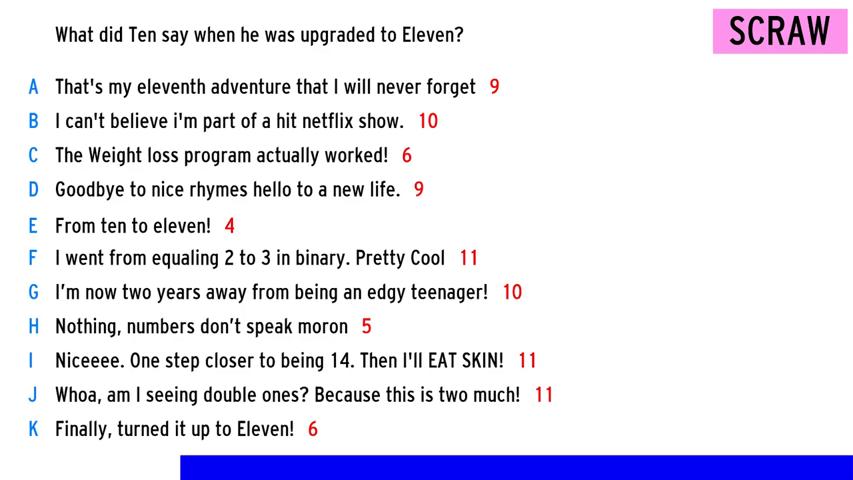 What did Ten say when he was upgraded to Eleven?
SCRAW
A That's my eleventh adventure that I will never forget 9
B I can't believe i'm part of a hit netflix show. 10
C The Weight loss program actually worked! 6
D Goodbye to nice rhymes hello to a new life. 9
E From ten to eleven! 4
F I went from equaling 2 to 3 in binary. Pretty Cool 11
G I’m now two years away from being an edgy teenager! 10
H Nothing, numbers don’t speak moron 5
I Niceeee. One step closer to being 14. Then I'll EAT SKIN! 11
J Whoa, am I seeing double ones? Because this is two much! 11
K Finally, turned it up to Eleven! 6